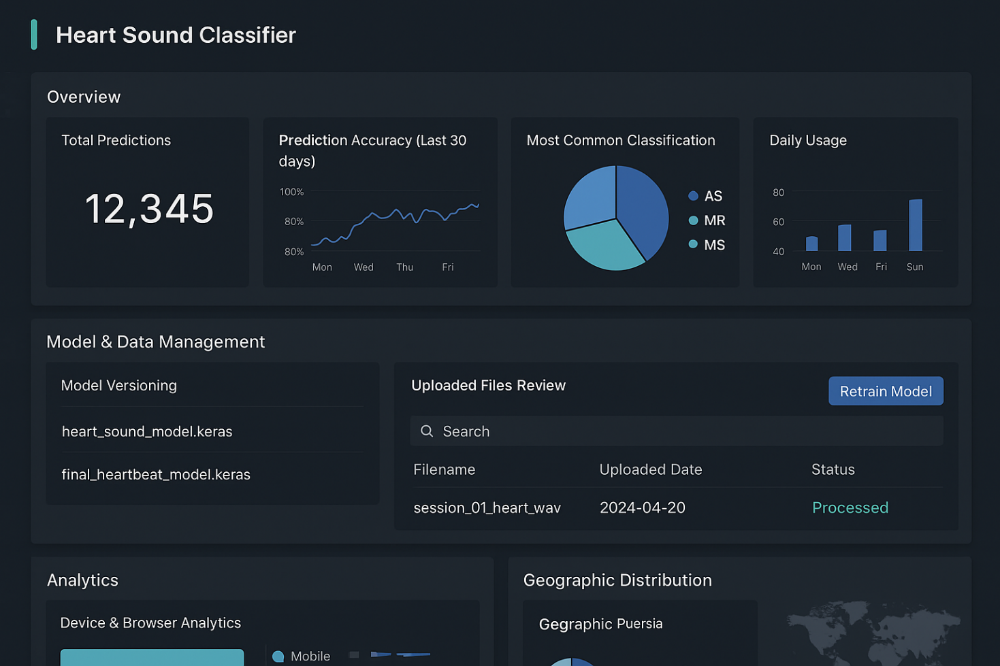 Heart Sound Classifier
Overview
Total Predictions
12,345
Prediction Accuracy (Last 30
days)
100%
80%
80%
Mon Wed Thu Fri
Most Common Classification
AS
MR
MS
Daily Usage
80
60
40
Mon Wed Fri Sun
Model & Data Management
Model Versioning
heart_sound_model.keras
final_heartbeat_model.keras
Uploaded Files Review
Retrain Model
Search
Filename Uploaded Date Status
session_01_heart_wav 2024-04-20 Processed
Analytics
Device & Browser Analytics
Mobile
Geographic Distribution
Gegraphic Puersia